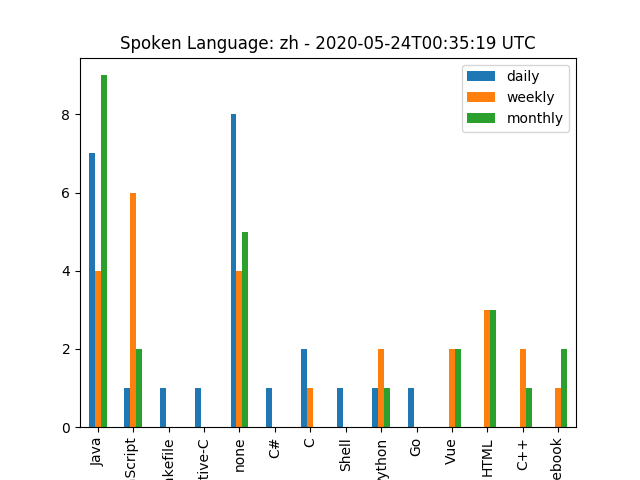 Spoken Language: zh - 2020-05-24T00:35:19 UTC
daily
weekly
monthly
8
6
4
2
0
Java
Script
kefile
tive-C
none
C#
C
Shell
ython
Go
Vue
HTML
C++
ebook